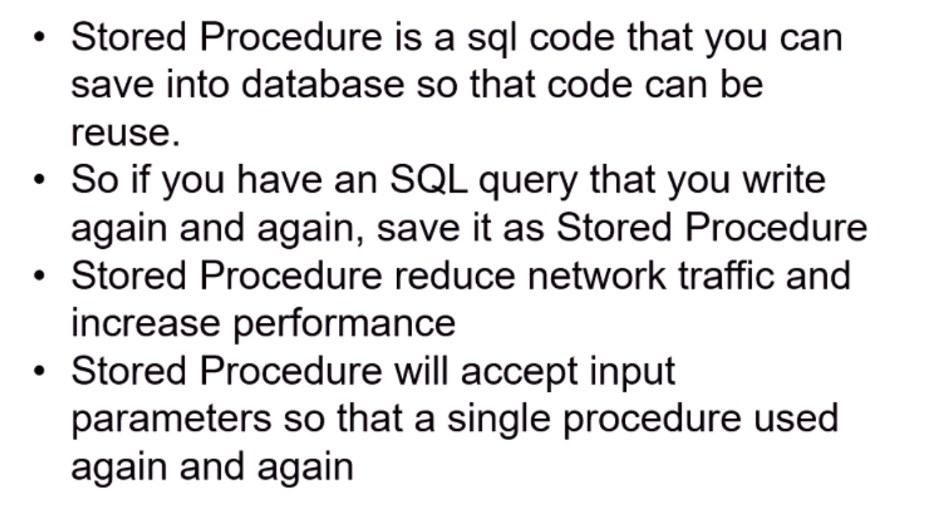 • Stored Procedure is a sql code that you can
save into database so that code can be
reuse.
• So if you have an SQL query that you write
again and again, save it as Stored Procedure
• Stored Procedure reduce network traffic and
increase performance
• Stored Procedure will accept input
parameters so that a single procedure used
again and again